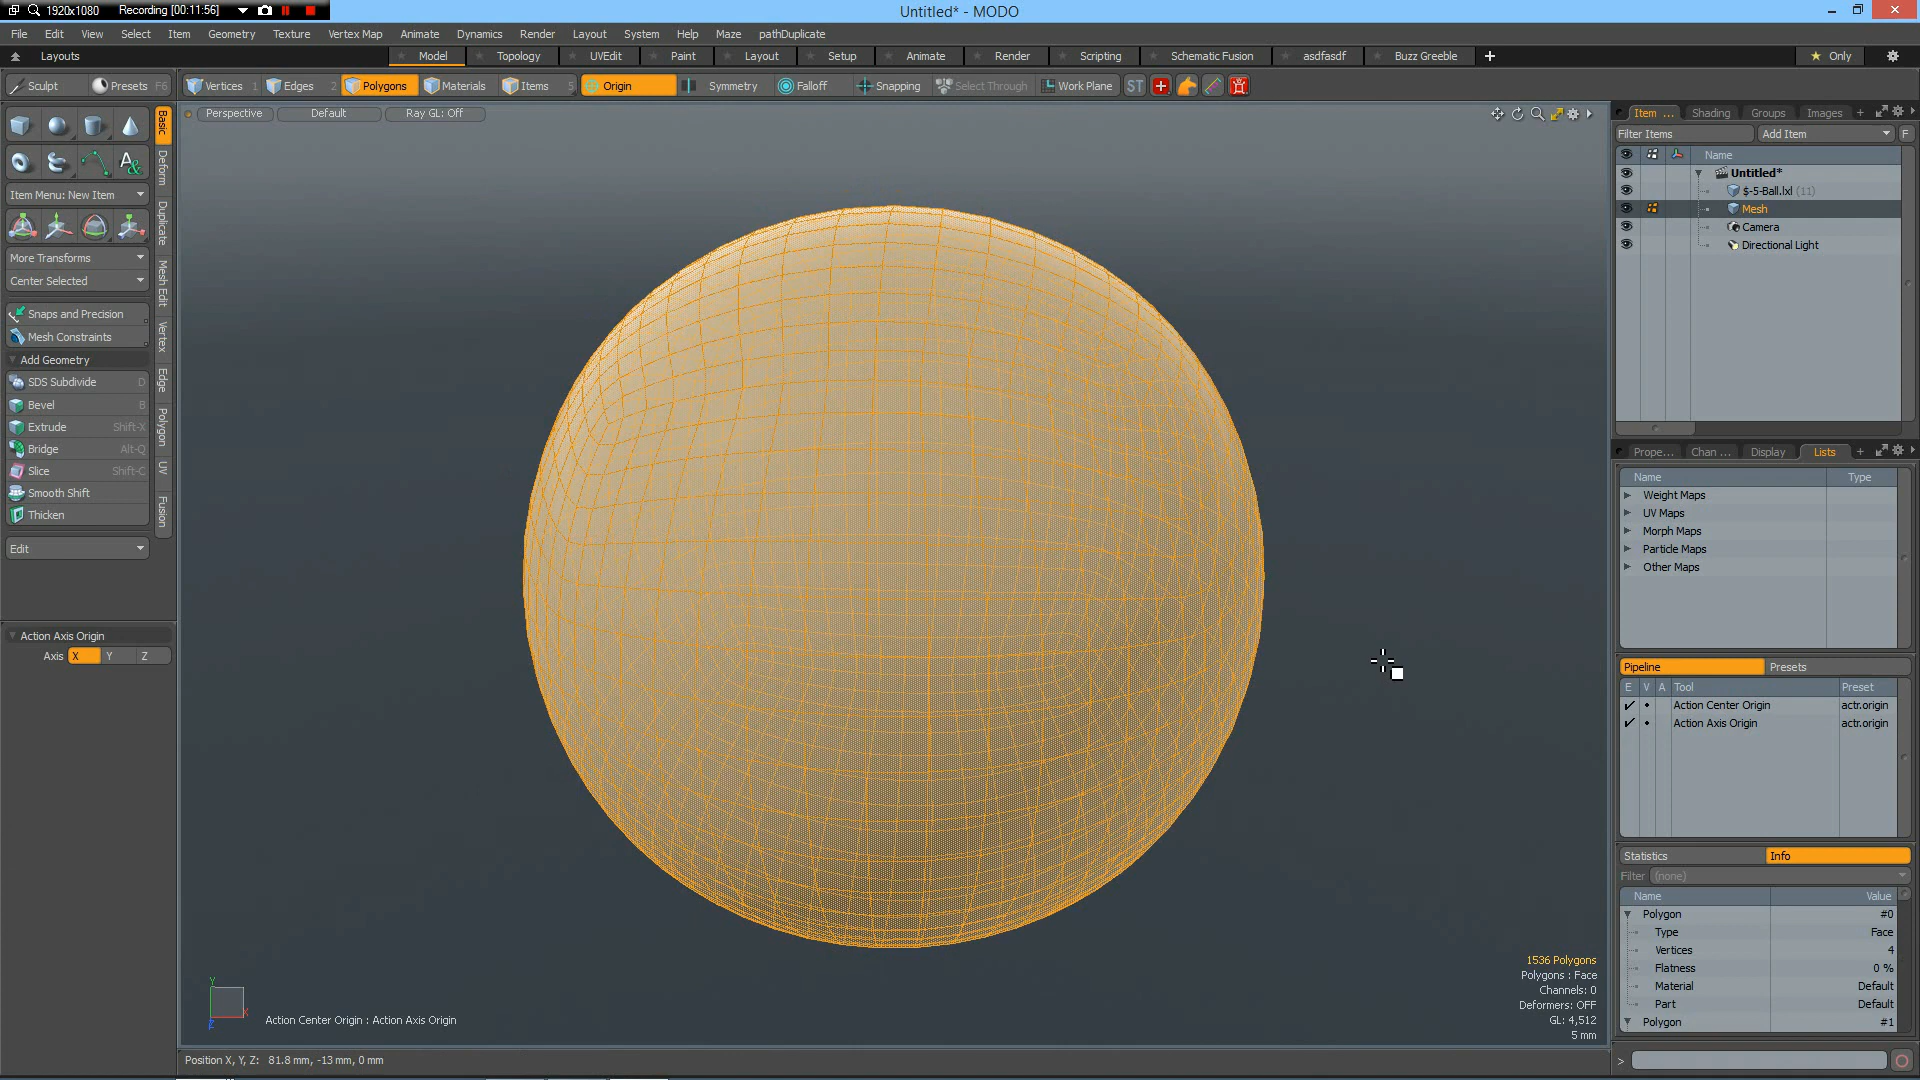 1920x1080 Recording [00:11:56]
Untitled* - MODO
File Edit View Select Item Geometry Texture Vertex Map Animate Dynamics Render Layout System Help Maze pathDuplicate
Layouts Model Topology UVEdit Paint Layout Setup Animate Render Scripting Schematic Fusion asdfasdf Buzz Greeble + Only
Sculpt Presets F6 Vertices 1 Edges 2 Polygons Materials Items 5 Origin Symmetry Falloff Snapping Select Through Work Plane ST
Perspective Default Ray GL: Off
Basic
Deform
Duplicate
Mesh Edit
Vertex
Edge
Polygon
UV
Fusion
Item Menu: New Item
More Transforms
Center Selected
Snaps and Precision
Mesh Constraints
Add Geometry
SDS Subdivide D
Bevel B
Extrude Shift-X
Bridge Alt-Q
Slice Shift-C
Smooth Shift
Thicken
Edit
Action Axis Origin
Axis X Y Z
Y
X
Z
Action Center Origin : Action Axis Origin
1536 Polygons
Polygons : Face
Channels: 0
Deformers: OFF
GL: 4,512
5 mm
Position X, Y, Z: 81.8 mm, -13 mm, 0 mm
Item ... Shading Groups Images +
Filter Items Add Item F
Name
Untitled*
$-5-Ball.lxl (11)
Mesh
Camera
Directional Light
Prope... Chan ... Display Lists +
Name Type
Weight Maps
UV Maps
Morph Maps
Particle Maps
Other Maps
Pipeline Presets
E V A Tool Preset
Action Center Origin actr.origin
Action Axis Origin actr.origin
Statistics Info
Filter (none)
Name Value
Polygon #0
Type Face
Vertices 4
Flatness 0 %
Material Default
Part Default
Polygon #1
>